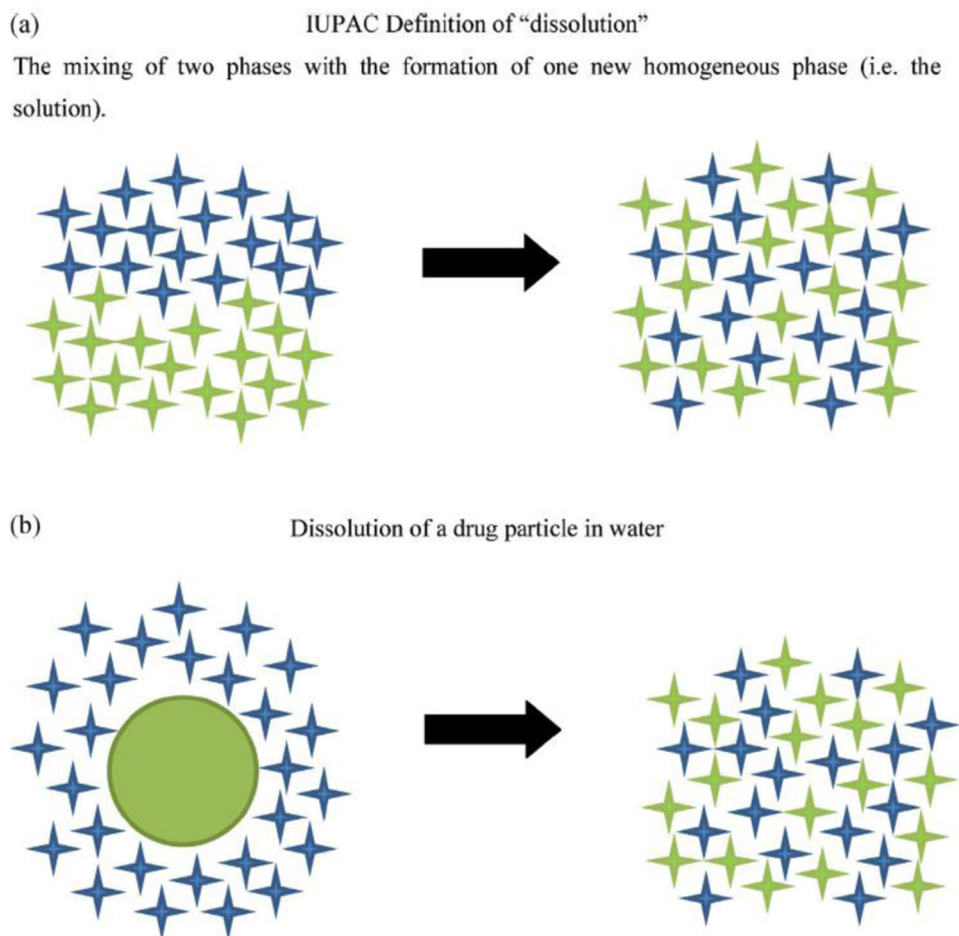 (a)
IUPAC Definition of “dissolution”
The mixing of two phases with the formation of one new homogeneous phase (i.e. the
solution).
(b)
Dissolution of a drug particle in water